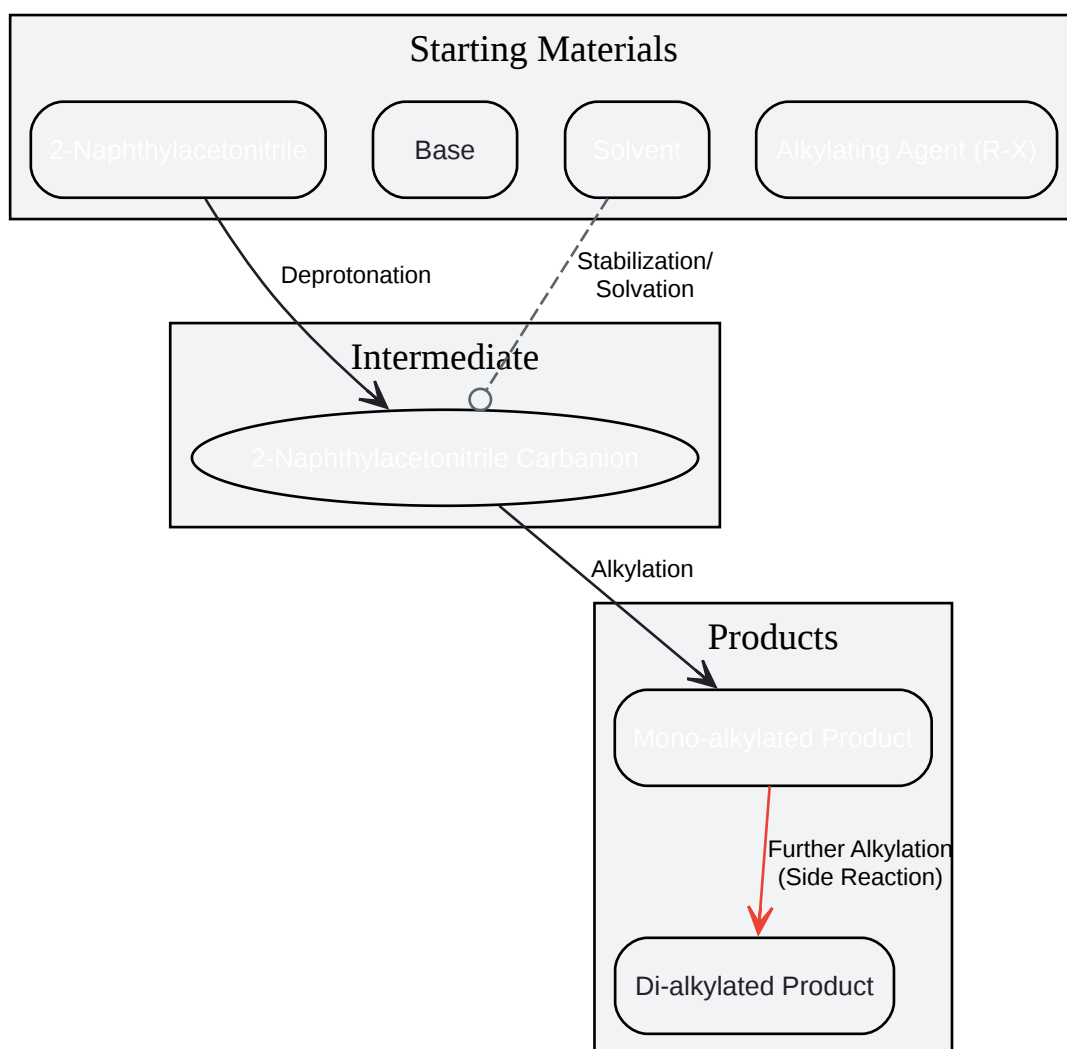 Starting Materials
2-Naphthylacetonitrile
Base
Solvent
Alkylating Agent (R-X)
Deprotonation
Stabilization/
Solvation
Intermediate
2-Naphthylacetonitrile Carbanion
Alkylation
Products
Mono-alkylated Product
Further Alkylation
(Side Reaction)
Di-alkylated Product